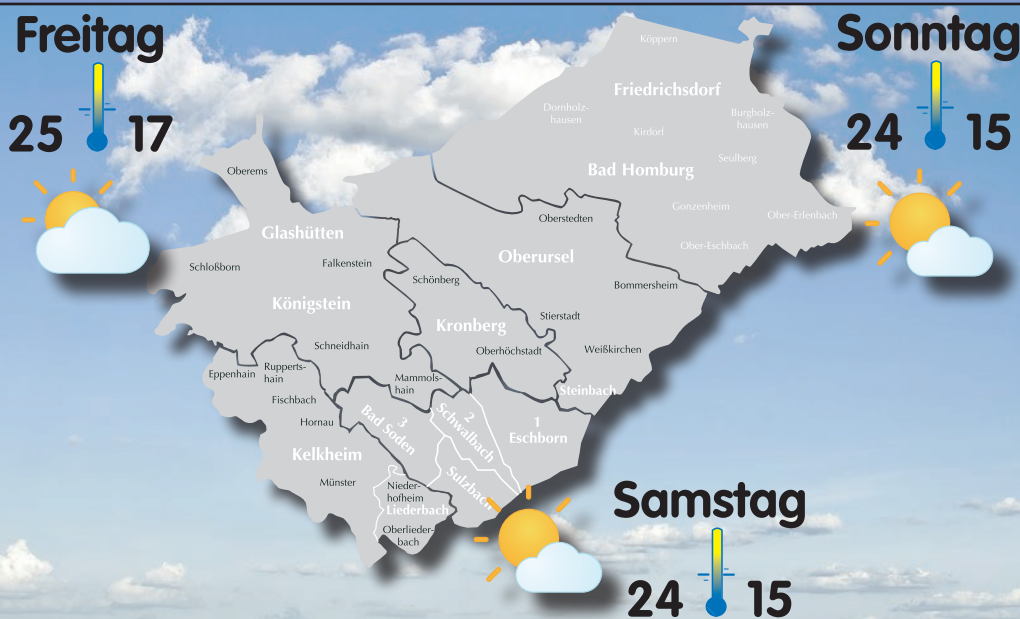 Freitag
25 17
Sonntag
24 15
Köppern
Friedrichsdorf
Dornholz-
hausen
Burgholz-
hausen
Kirdorf
Seulberg
Bad Homburg
Oberems
Gonzenheim
Ober-Erlenbach
Oberstedten
Glashütten
Ober-Eschbach
Oberursel
Schloßborn
Falkenstein
Schönberg
Bommersheim
Königstein
Stierstadt
Kronberg
Schneidhain
Oberhöchstadt
Weißkirchen
Eppenhain
Rupperts-
hain
Mammols-
hain
Steinbach
Fischbach
Hornau
3
Bad Soden
2
Schwalbach
1
Eschborn
Kelkheim
Münster
Sulzbach
Nieder-
hofheim
Liederbach
Oberlieder-
bach
Samstag
24 15